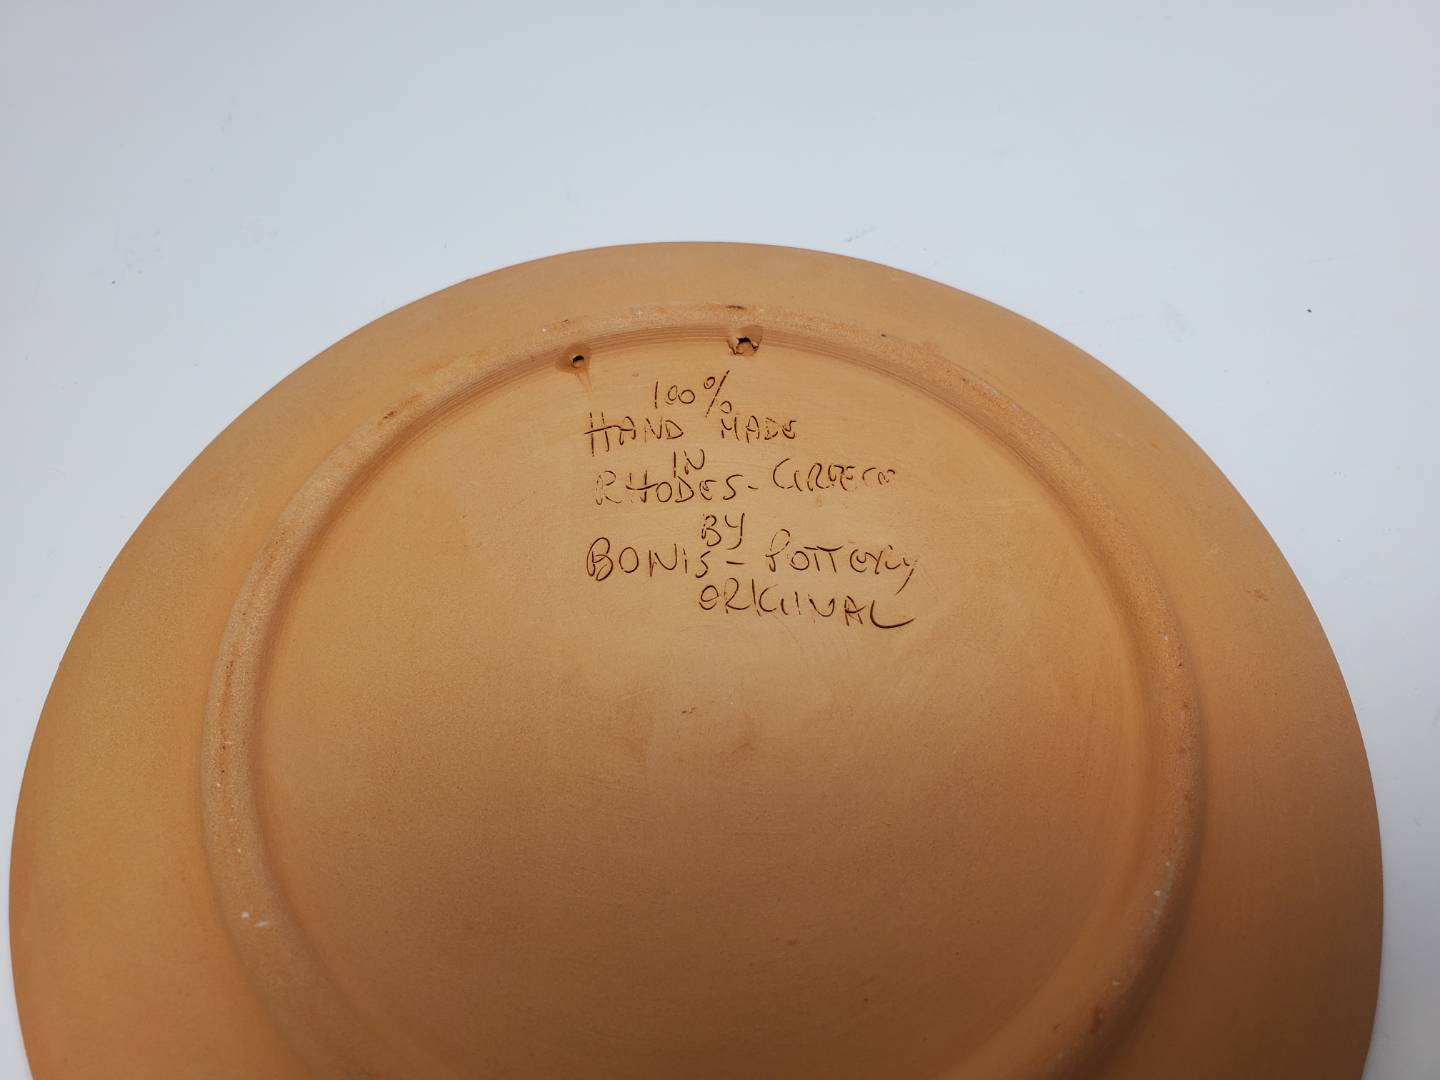 100%
HAND MADE
IN
RHODES - GREECE
BY
BONIS - POTTERY
ORIGINAL